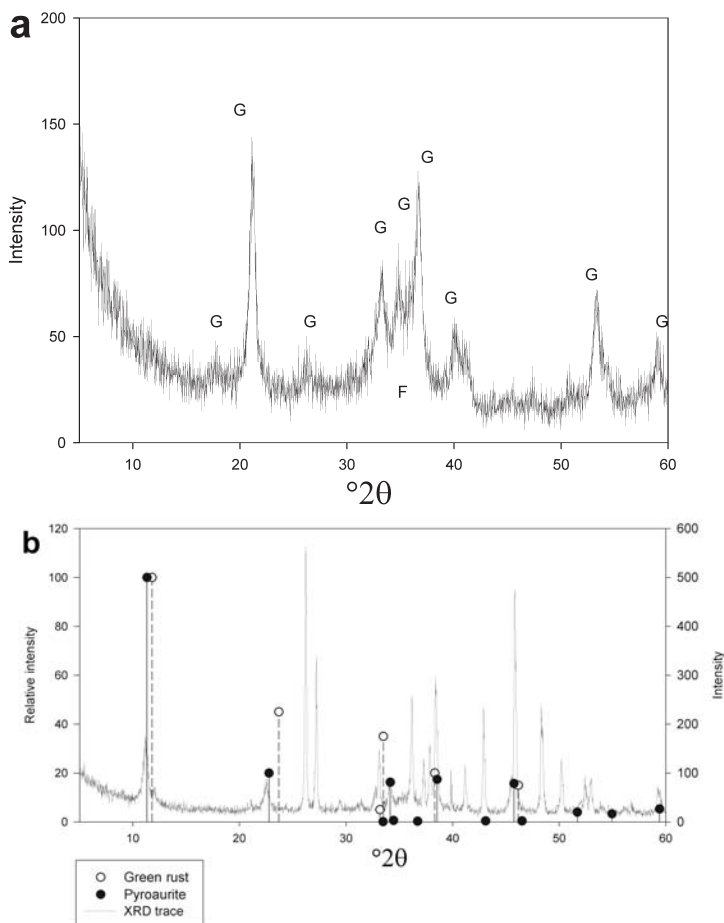 a
200
150
100
50
0
Intensity
G
G
G
G
G
G
G
G
G
F
10
20
30
40
50
60
°2θ
b
120
100
80
60
40
20
0
Relative intensity
600
500
400
300
200
100
0
Intensity
10
20
30
40
50
60
°2θ
Green rust
Pyroaurite
XRD trace